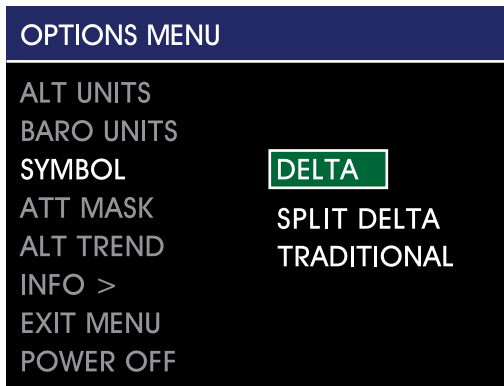 OPTIONS MENU
ALT UNITS
BARO UNITS
SYMBOL
DELTA
ATT MASK
SPLIT DELTA
ALT TREND
TRADITIONAL
INFO >
EXIT MENU
POWER OFF